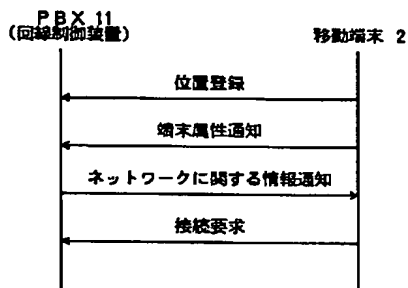 PBX 11
(回線制御装置)
移動端末 2
位置登録
端末属性通知
ネットワークに関する情報通知
接続要求